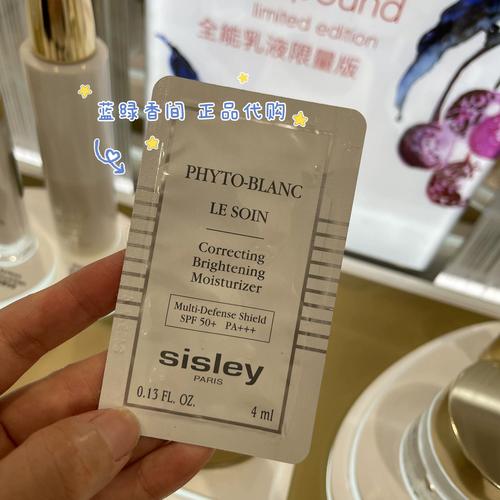 ound
limited edition
全能乳液限量版
蓝绿香间 正品代购
PHYTO-BLANC
LE SOIN
Correcting
Brightening
Moisturizer
Multi-Defense Shield
SPF 50+ PA+++
sisley
PARIS
0.13 FL. OZ.
4 ml